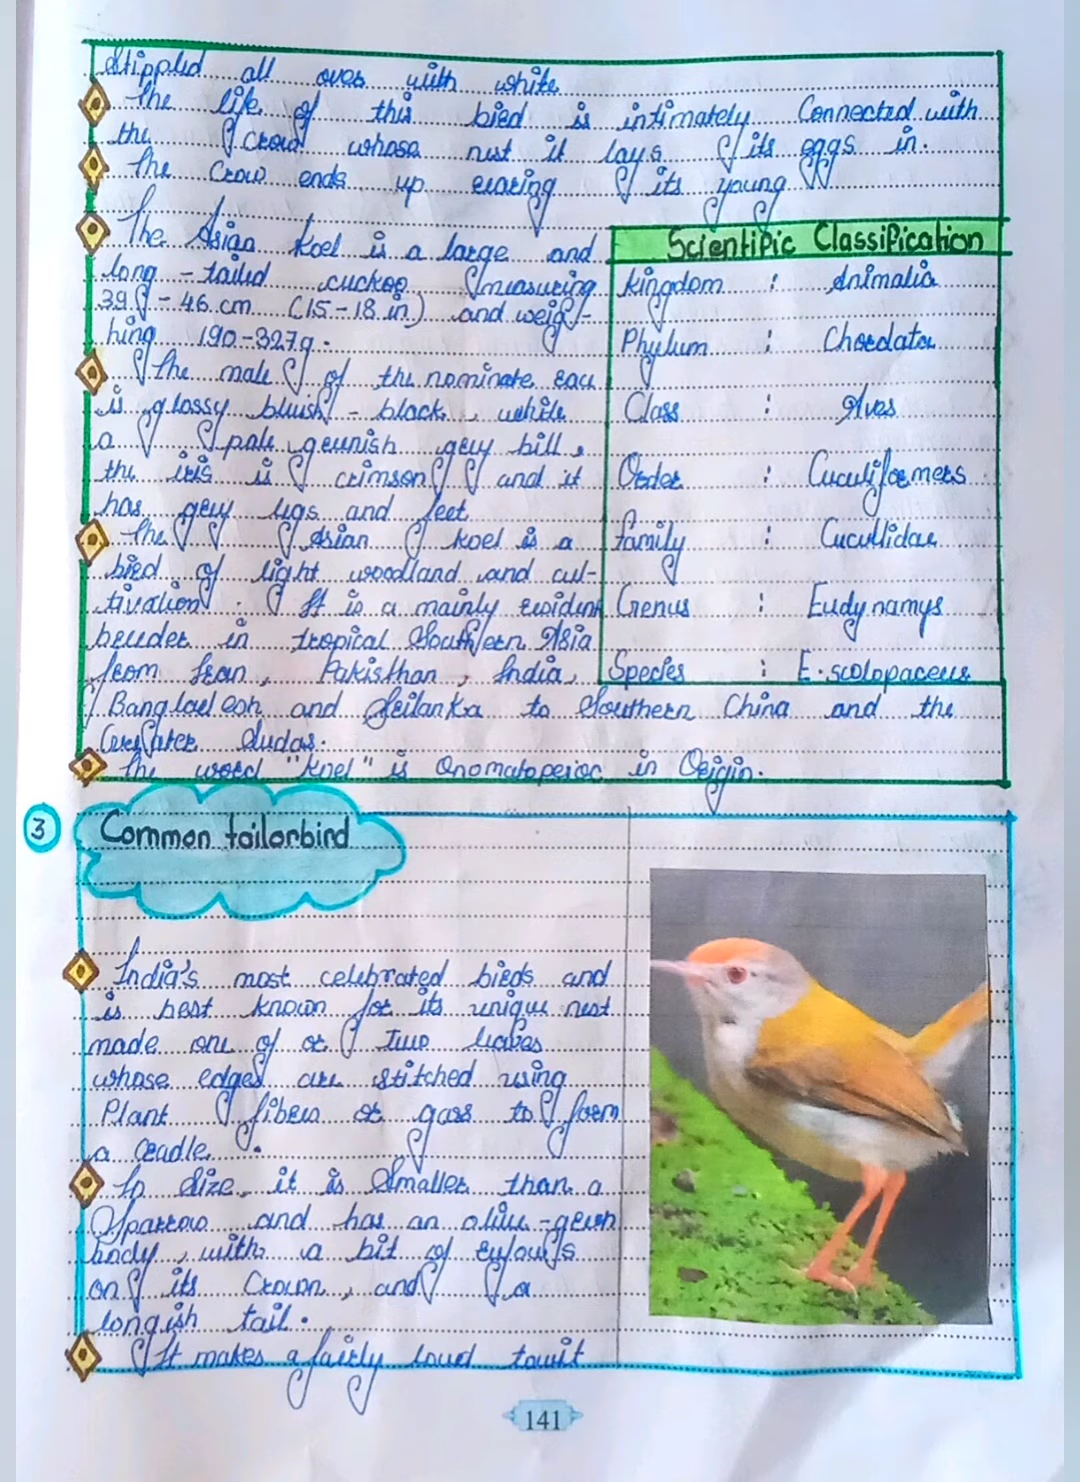 Stippled all over with white
The life of this bird is intimately Connected with
the Crow whose nest it lays its eggs in.
The Crow ends up rearing its young
The Asian Koel is a large and
long - tailed cuckoo measuring
39 - 46 cm (15 - 18 in) and weig-
hing 190-327g.
The male of the nominate race
is glossy bluish - black, while
a pale greenish grey bill,
the iris is crimson and it
has grey legs and feet
The Asian koel is a
bird of light woodland and cul-
tivation. It is a mainly resident
breeder in tropical Southern Asia
from Iran, Pakisthan, India,
Bangladesh and Srilanka to Southern China and the
Greater Sudas.
The word "koel" is Onomatopeioc in Origin.
Scientific Classification
kingdom : Animalia
Phylum : Chordata
Class : Aves
Order : Cuculiformers
family : Cucullidae
Genus : Eudynamys
Species : E. scolopaceus
3
Common tailorbird
India's most celebrated birds and
is best known for its unique nest
made one of or Two leaves
whose edges are stitched using
Plant fibers or gass to form
a cradle.
In Size, it is Smaller than a
Sparrow and has an olive - green
body, with a bit of
on its Crown, and a
longish tail.
It makes a fairly loud towit
141